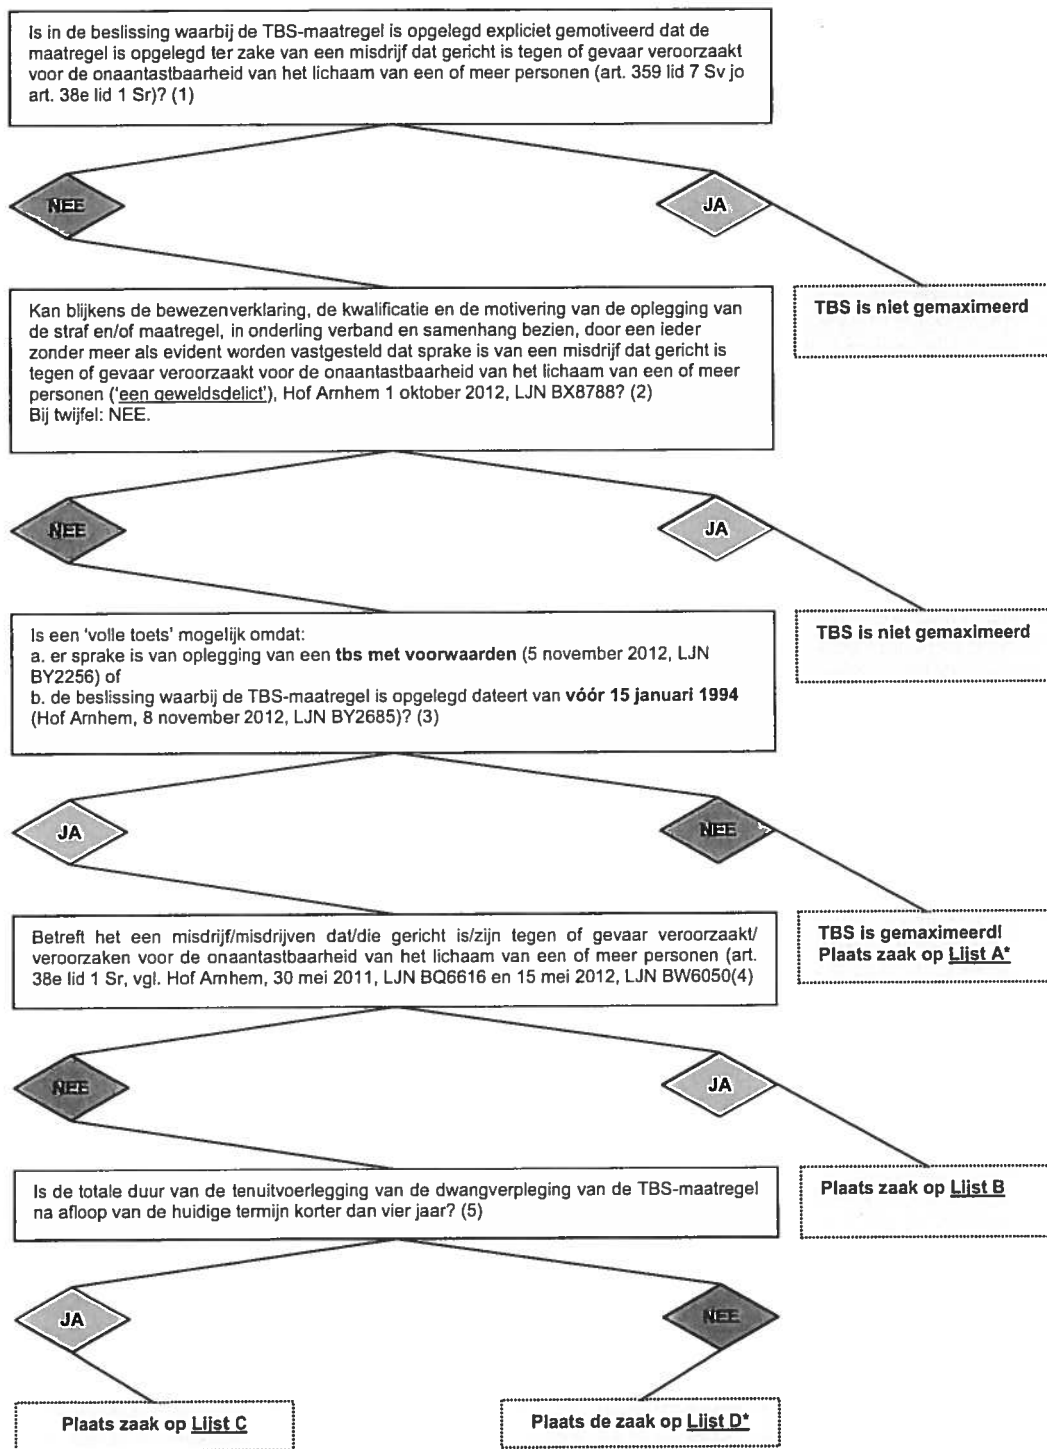 Is in de beslissing waarbij de TBS-maatregel is opgelegd expliciet gemotiveerd dat de
maatregel is opgelegd ter zake van een misdrijf dat gericht is tegen of gevaar veroorzaakt
voor de onaantastbaarheid van het lichaam van een of meer personen (art. 359 lid 7 Sv jo
art. 38e lid 1 Sr)? (1)
NEE
JA
TBS is niet gemaximeerd
Kan blijkens de bewezenverklaring, de kwalificatie en de motivering van de oplegging van
de straf en/of maatregel, in onderling verband en samenhang bezien, door een ieder
zonder meer als evident worden vastgesteld dat sprake is van een misdrijf dat gericht is
tegen of gevaar veroorzaakt voor de onaantastbaarheid van het lichaam van een of meer
personen ('een geweldsdelict'), Hof Arnhem 1 oktober 2012, LJN BX8788? (2)
Bij twijfel: NEE.
NEE
JA
TBS is niet gemaximeerd
Is een 'volle toets' mogelijk omdat:
a. er sprake is van oplegging van een tbs met voorwaarden (5 november 2012, LJN
BY2256) of
b. de beslissing waarbij de TBS-maatregel is opgelegd dateert van vóór 15 januari 1994
(Hof Arnhem, 8 november 2012, LJN BY2685)? (3)
JA
NEE
TBS is gemaximeerd!
Plaats zaak op Lijst A*
Betreft het een misdrijf/misdrijven dat/die gericht is/zijn tegen of gevaar veroorzaakt/
veroorzaken voor de onaantastbaarheid van het lichaam van een of meer personen (art.
38e lid 1 Sr, vgl. Hof Arnhem, 30 mei 2011, LJN BQ6616 en 15 mei 2012, LJN BW6050(4)
NEE
JA
Plaats zaak op Lijst B
Is de totale duur van de tenuitvoerlegging van de dwangverpleging van de TBS-maatregel
na afloop van de huidige termijn korter dan vier jaar? (5)
JA
NEE
Plaats zaak op Lijst C
Plaats de zaak op Lijst D*